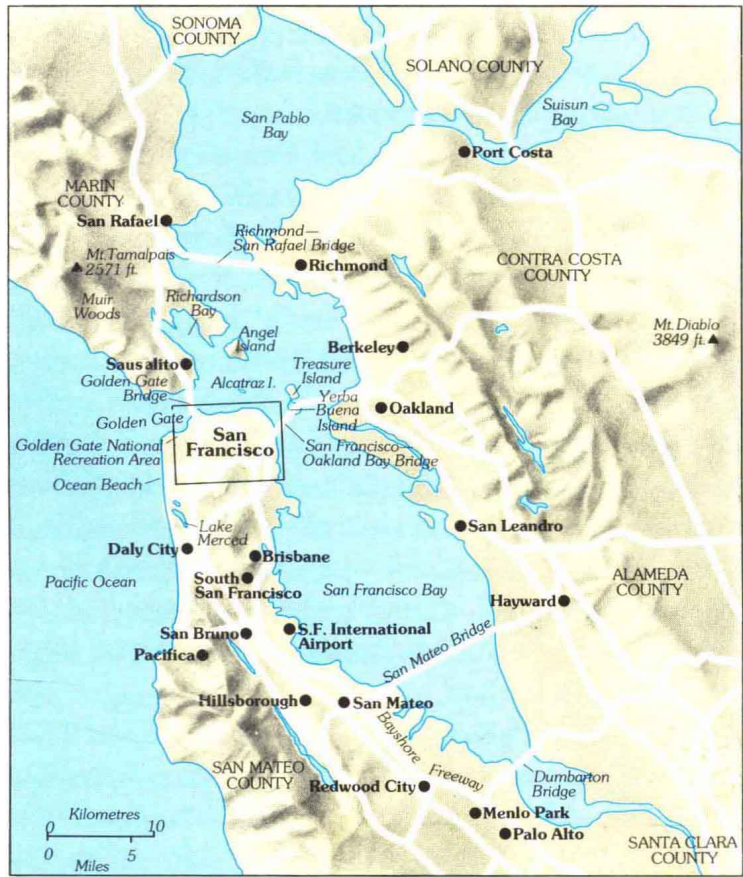 SONOMA
COUNTY
SOLANO COUNTY
Suisun
Bay
San Pablo
Bay
Port Costa
MARIN
COUNTY
San Rafael
Richmond—
San Rafael Bridge
Mt.Tamalpais
2571 ft.
Richmond
CONTRA COSTA
COUNTY
Muir
Woods
Richardson
Bay
Angel
Island
Mt.Diablo
3849 ft.
Berkeley
Sausalito
Treasure
Island
Golden Gate
Bridge
Alcatraz I.
Yerba
Buena
Island
Oakland
Golden Gate
San
Francisco
Golden Gate National
Recreation Area
San Francisco—
Oakland Bay Bridge
Ocean Beach
Lake
Merced
San Leandro
Daly City
Brisbane
Pacific Ocean
South
San Francisco
San Francisco Bay
ALAMEDA
COUNTY
Hayward
San Bruno
S.F. International
Airport
San Mateo Bridge
Pacifica
Hillsborough
San Mateo
Bayshore
Freeway
SAN MATEO
COUNTY
Redwood City
Dumbarton
Bridge
Menlo Park
Palo Alto
SANTA CLARA
COUNTY
Kilometres
0 10
0 5
Miles